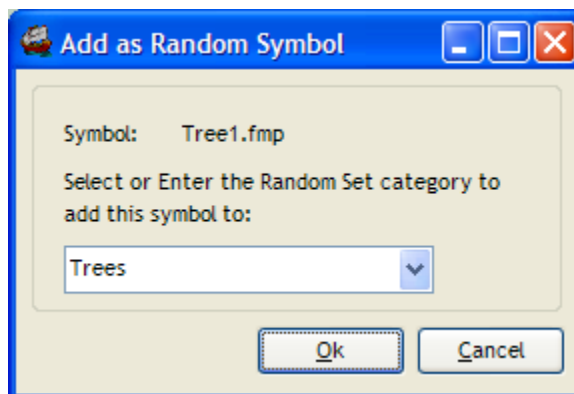 Add as Random Symbol
Symbol: Tree1.fmp
Select or Enter the Random Set category to
add this symbol to:
Trees
Ok Cancel